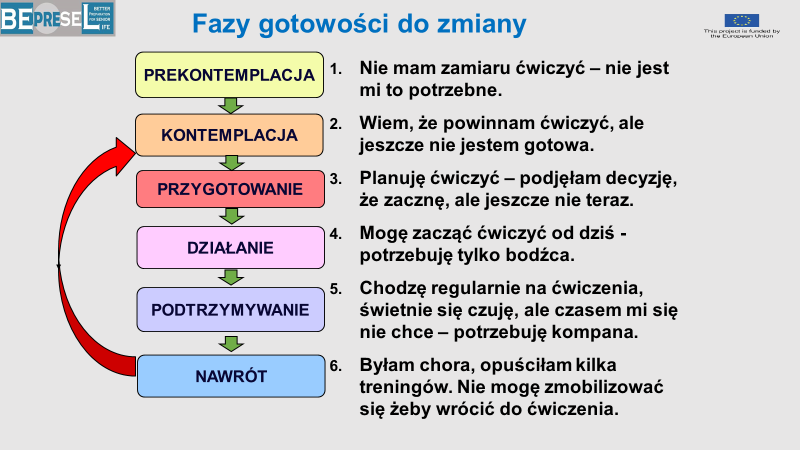 BEPRESEL
BETTER
PREPARATION
FOR SENIOR
LIFE
Fazy gotowości do zmiany
This project is funded by
the European Union
PREKONTEMPLACJA
1. Nie mam zamiaru ćwiczyć – nie jest
mi to potrzebne.
KONTEMPLACJA
2. Wiem, że powinnam ćwiczyć, ale
jeszcze nie jestem gotowa.
PRZYGOTOWANIE
3. Planuję ćwiczyć – podjęłam decyzję,
że zacznę, ale jeszcze nie teraz.
DZIAŁANIE
4. Mogę zacząć ćwiczyć od dziś -
potrzebuję tylko bodźca.
PODTRZYMYWANIE
5. Chodzę regularnie na ćwiczenia,
świetnie się czuję, ale czasem mi się
nie chce – potrzebuję kompana.
NAWRÓT
6. Byłam chora, opuściłam kilka
treningów. Nie mogę zmobilizować
się żeby wrócić do ćwiczenia.